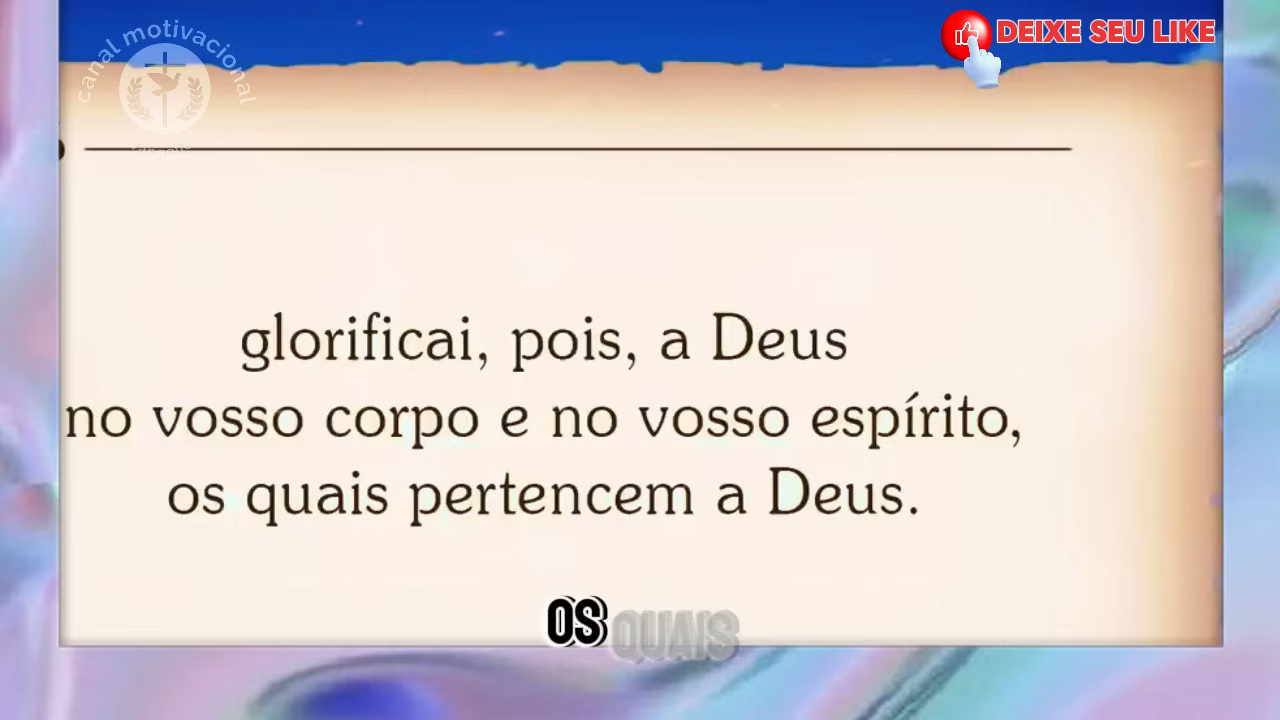 canal motivacional
DEIXE SEU LIKE
glorificai, pois, a Deus
no vosso corpo e no vosso espírito,
os quais pertencem a Deus.
OS QUAIS